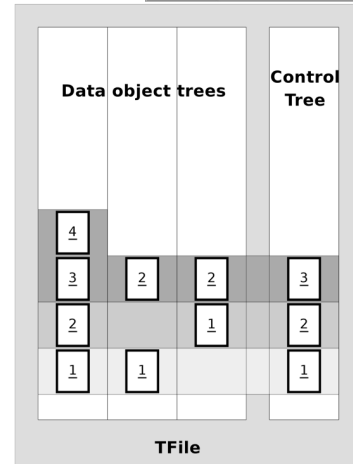 Data object trees
Control
Tree
4
3 2 2 3
2 1 2
1 1 1
TFile